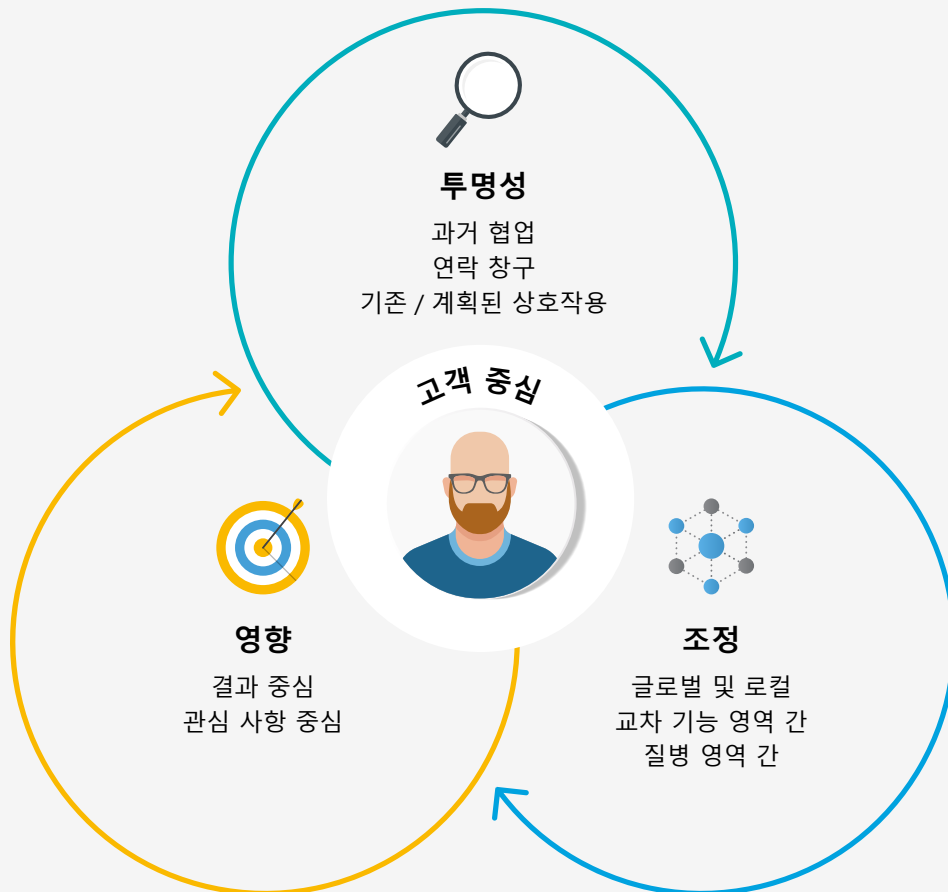 투명성
과거 협업
연락 창구
기존 / 계획된 상호작용
고객 중심
영향
결과 중심
관심 사항 중심
조정
글로벌 및 로컬
교차 기능 영역 간
질병 영역 간